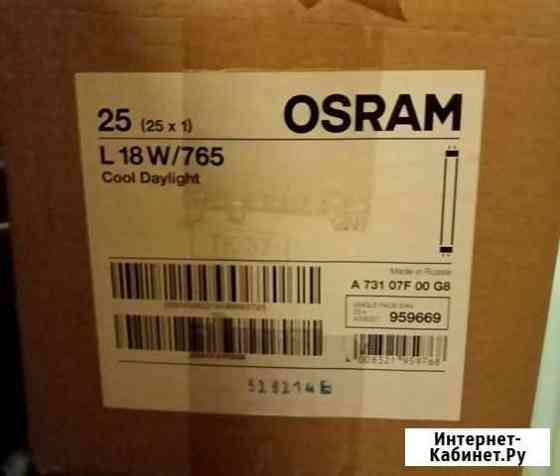 25 (25 x 1)
OSRAM
L 18 W/765
Cool Daylight
Made in Russia
A 731 07F 00 G8
959669
Интернет-
Кабинет.Ру